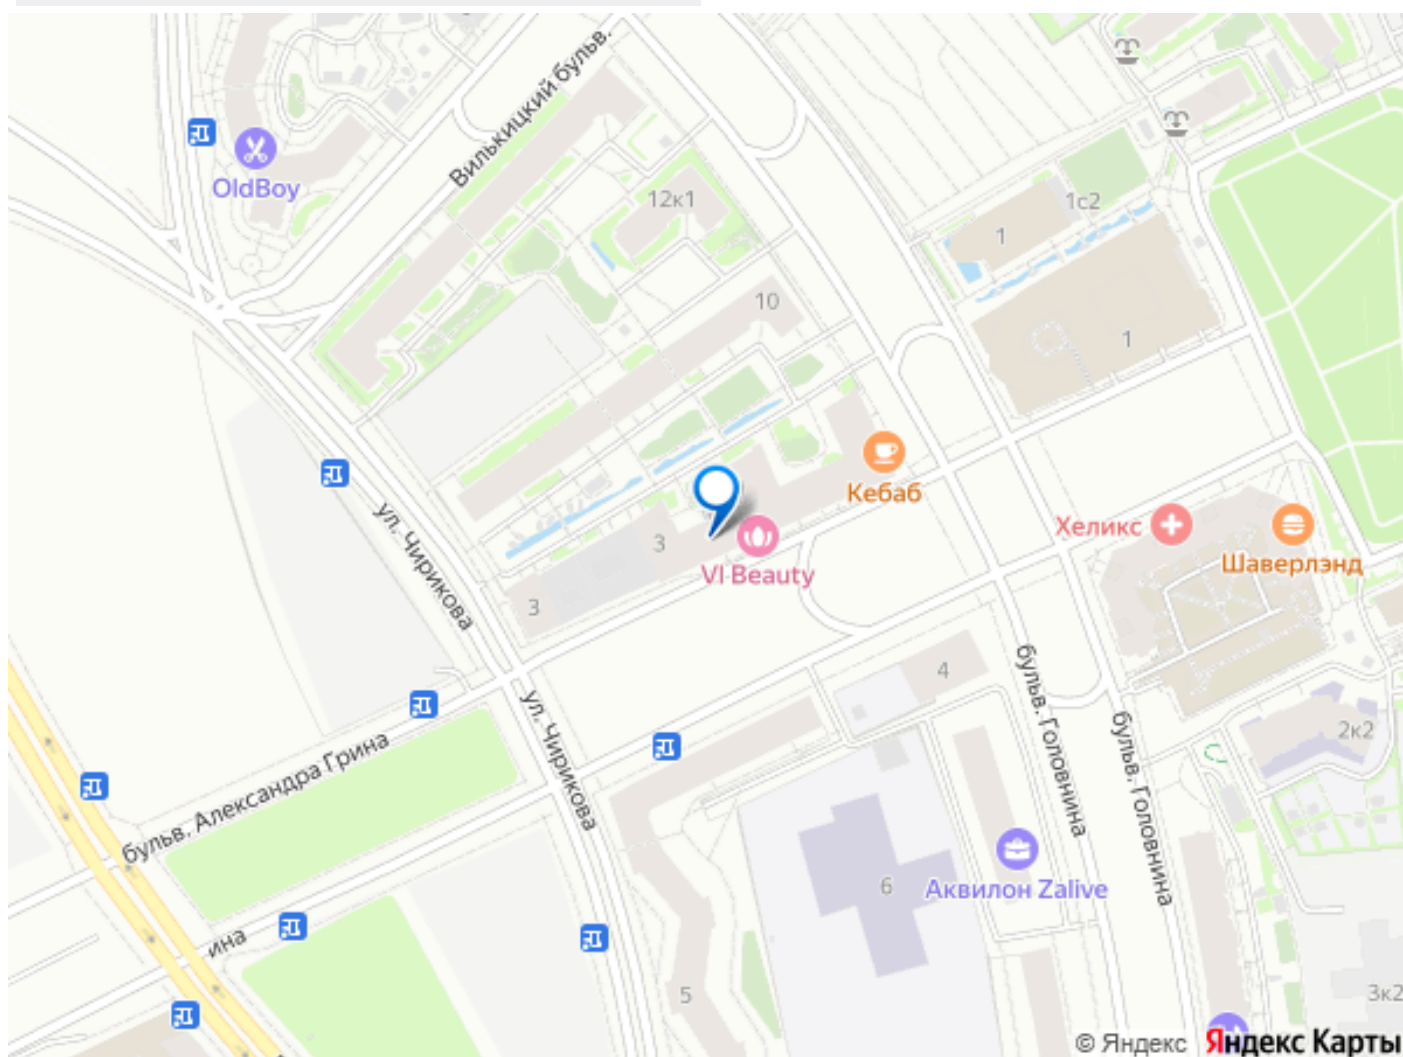 Вилькицкий бульв.
OldBoy
12к1
1с2
1
10
1
Кебаб
Хеликс
Шаверлэнд
3
VI Beauty
ул. Чирикова
3
4
бульв. Головнина
бульв. Головнина
2к2
ул. Чирикова
бульв. Александра Грина
6
Аквилон Zalive
ина
5
3к2
© Яндекс Яндекс Карты